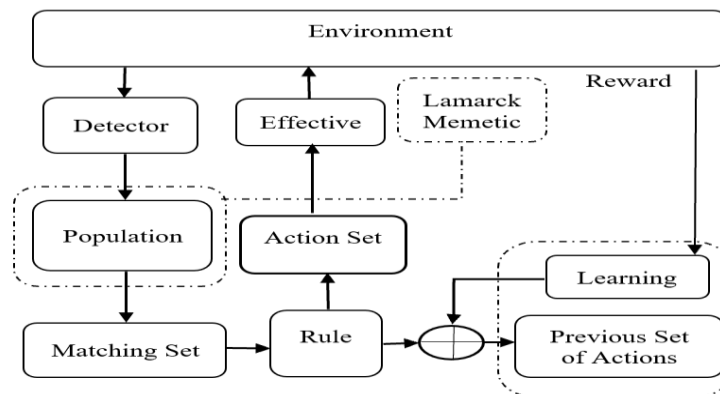 Environment
Reward
Detector
Effective
Lamarck
Memetic
Population
Action Set
Learning
Matching Set
Rule
Previous Set
of Actions